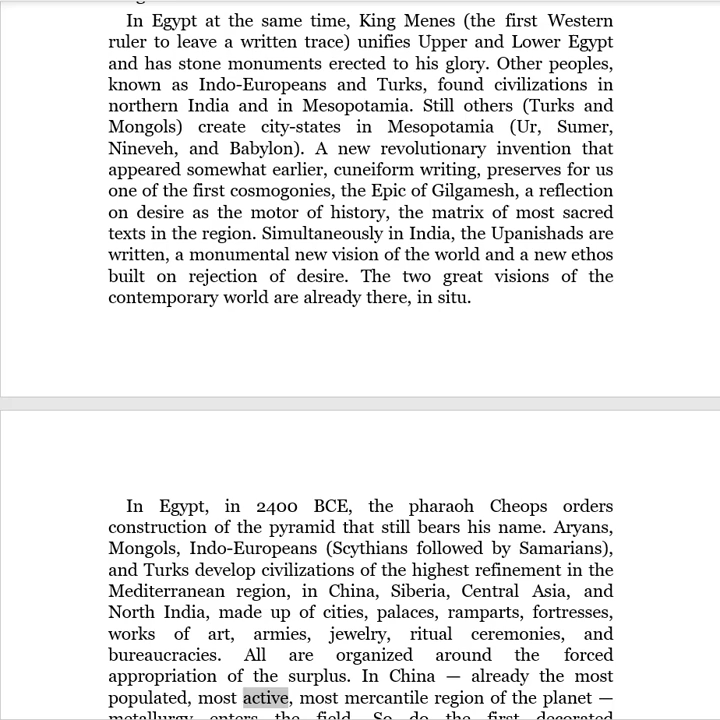 In Egypt at the same time, King Menes (the first Western
ruler to leave a written trace) unifies Upper and Lower Egypt
and has stone monuments erected to his glory. Other peoples,
known as Indo-Europeans and Turks, found civilizations in
northern India and in Mesopotamia. Still others (Turks and
Mongols) create city-states in Mesopotamia (Ur, Sumer,
Nineveh, and Babylon). A new revolutionary invention that
appeared somewhat earlier, cuneiform writing, preserves for us
one of the first cosmogonies, the Epic of Gilgamesh, a reflection
on desire as the motor of history, the matrix of most sacred
texts in the region. Simultaneously in India, the Upanishads are
written, a monumental new vision of the world and a new ethos
built on rejection of desire. The two great visions of the
contemporary world are already there, in situ.
In Egypt, in 2400 BCE, the pharaoh Cheops orders
construction of the pyramid that still bears his name. Aryans,
Mongols, Indo-Europeans (Scythians followed by Samarians),
and Turks develop civilizations of the highest refinement in the
Mediterranean region, in China, Siberia, Central Asia, and
North India, made up of cities, palaces, ramparts, fortresses,
works of art, armies, jewelry, ritual ceremonies, and
bureaucracies. All are organized around the forced
appropriation of the surplus. In China — already the most
populated, most active, most mercantile region of the planet —
metallurgy enters the field. So do the first decorated